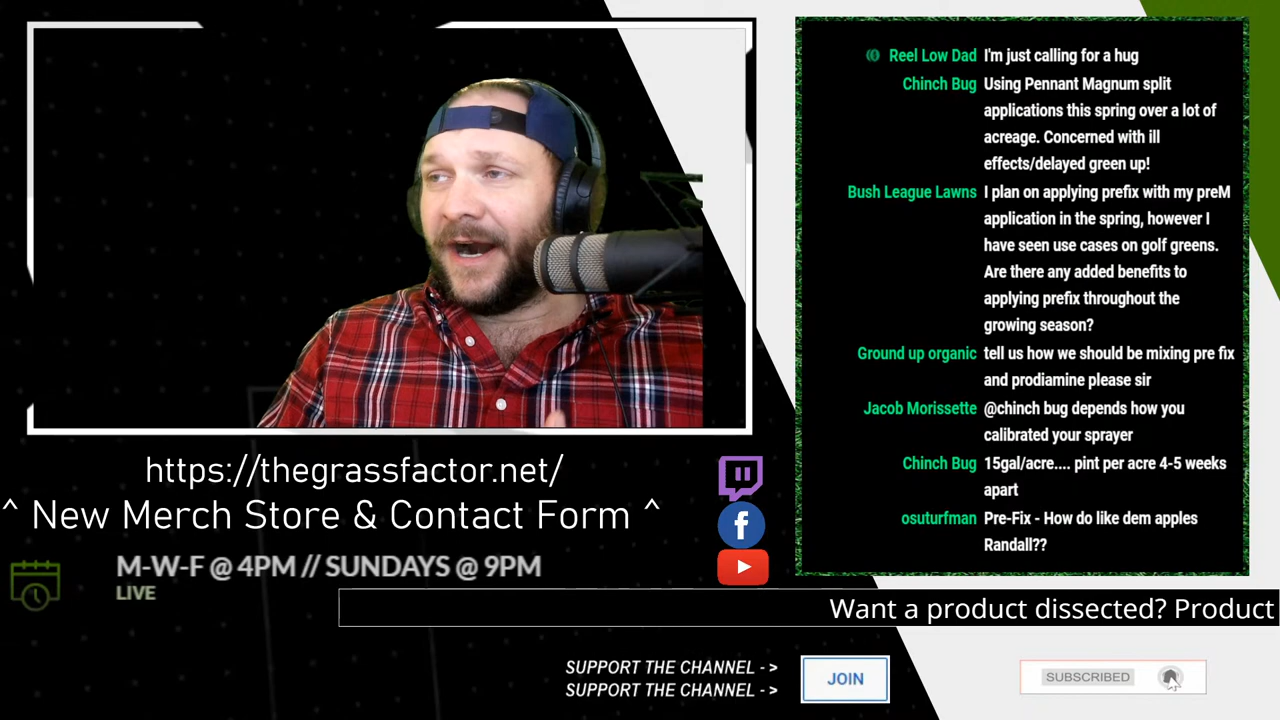 Reel Low Dad I'm just calling for a hug
Chinch Bug Using Pennant Magnum split
applications this spring over a lot of
acreage. Concerned with ill
effects/delayed green up!
Bush League Lawns I plan on applying prefix with my preM
application in the spring, however I
have seen use cases on golf greens.
Are there any added benefits to
applying prefix throughout the
growing season?
Ground up organic tell us how we should be mixing pre fix
and prodiamine please sir
Jacob Morissette @chinch bug depends how you
calibrated your sprayer
Chinch Bug 15gal/acre.... pint per acre 4-5 weeks
apart
osuturfman Pre-Fix - How do like dem apples
Randall??
https://thegrassfactor.net/
^ New Merch Store & Contact Form ^
M-W-F @ 4PM // SUNDAYS @ 9PM
LIVE
Want a product dissected? Product
SUPPORT THE CHANNEL - >
SUPPORT THE CHANNEL - >
JOIN
SUBSCRIBED